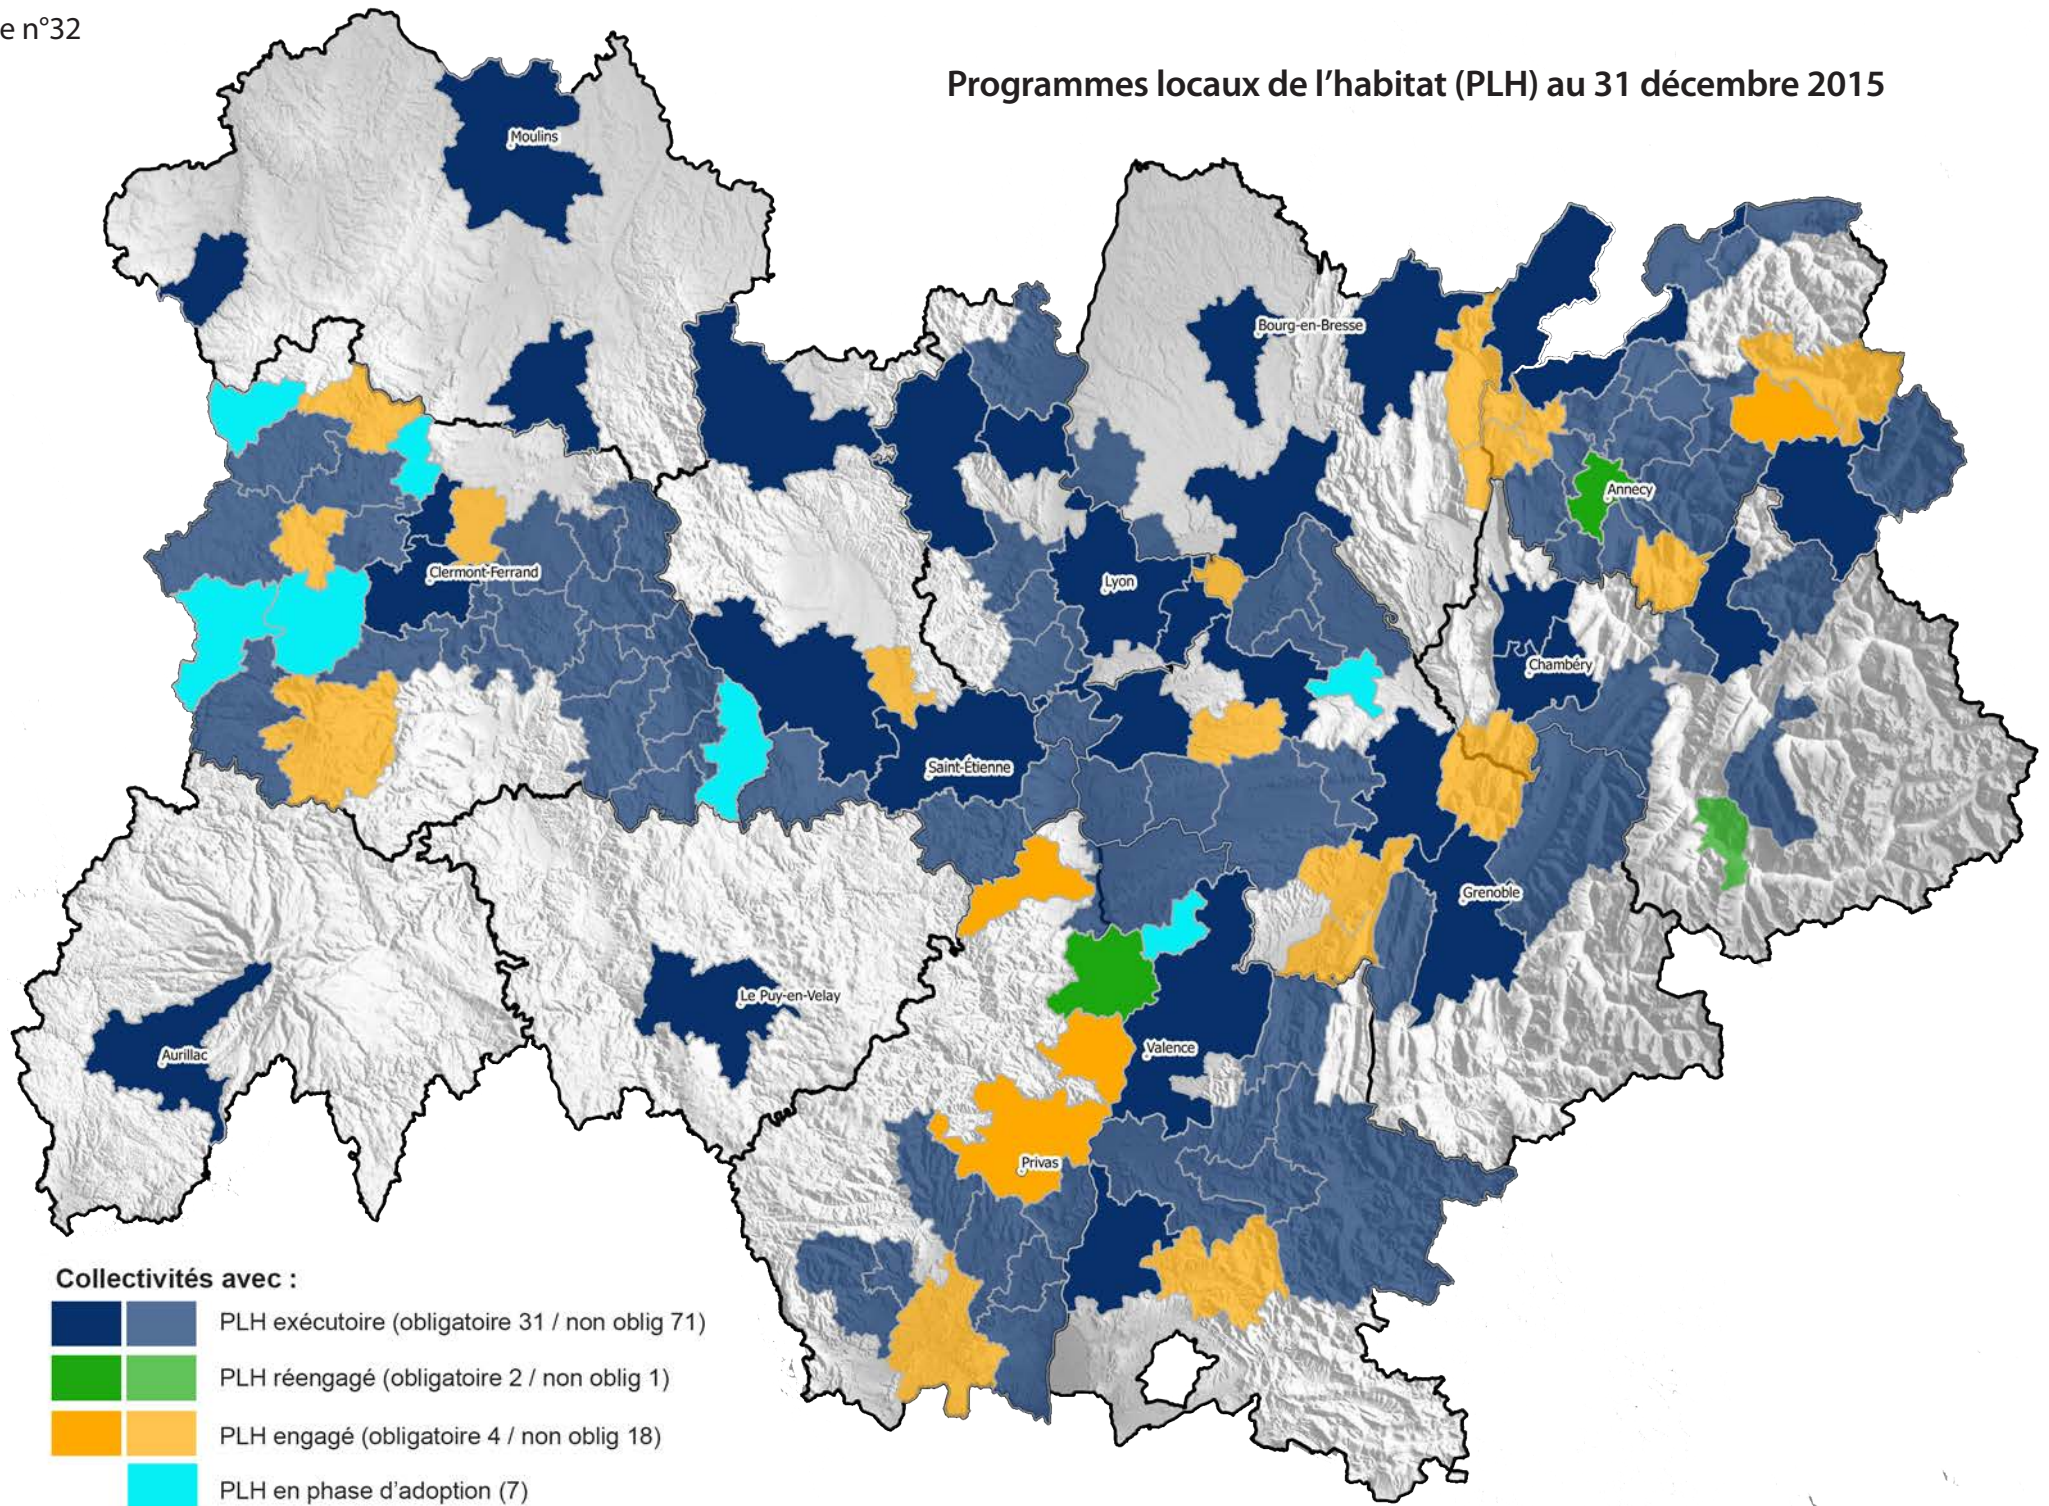 e n°32
Programmes locaux de l'habitat (PLH) au 31 décembre 2015
Moulins
Bourg-en-Bresse
Annecy
Clermont-Ferrand
Lyon
Chambéry
Saint-Étienne
Grenoble
Le Puy-en-Velay
Aurillac
Valence
Privas
Collectivités avec :
PLH exécutoire (obligatoire 31 / non oblig 71)
PLH réengagé (obligatoire 2 / non oblig 1)
PLH engagé (obligatoire 4 / non oblig 18)
PLH en phase d'adoption (7)